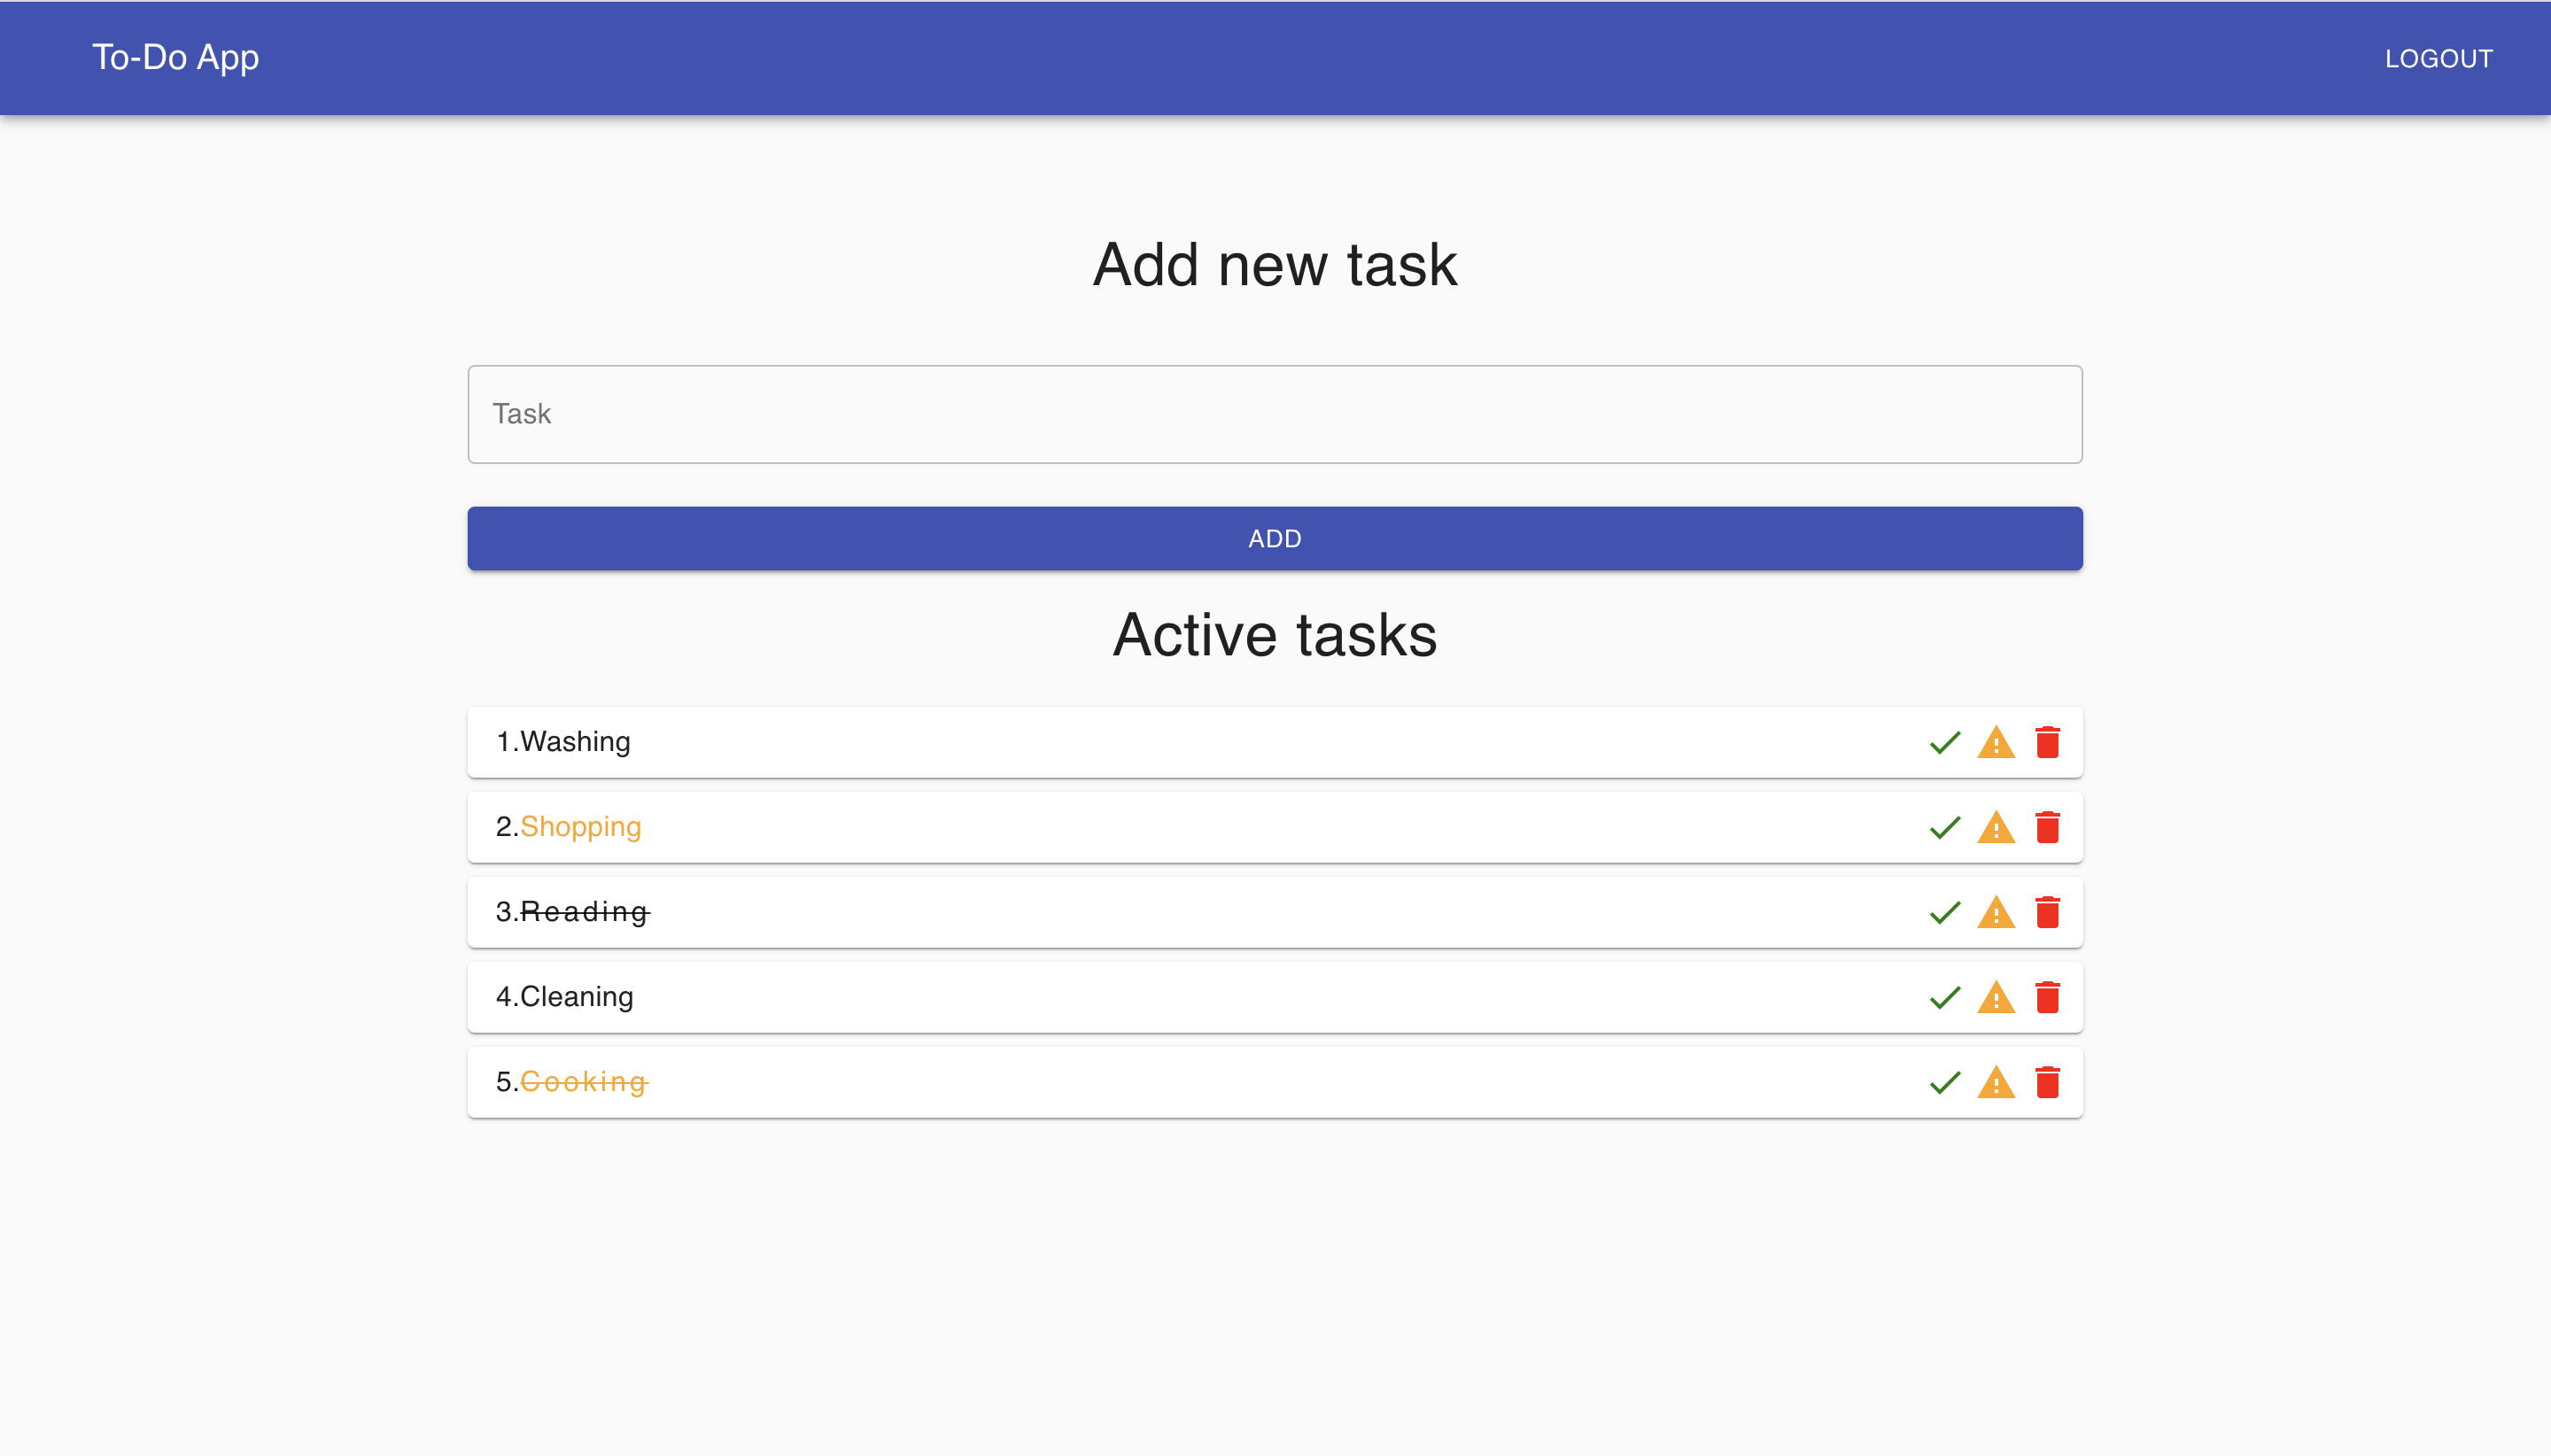 To-Do App
LOGOUT
Add new task
Task
ADD
Active tasks
1.Washing
2.Shopping
3.Reading
4.Cleaning
5.Cooking